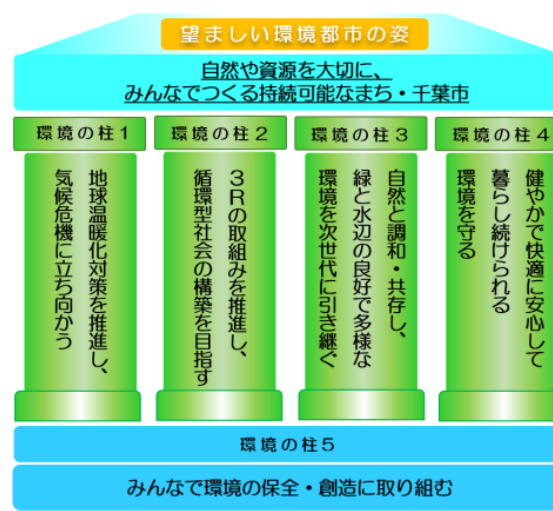 望ましい環境都市の姿
自然や資源を大切に、
みんなでつくる持続可能なまち・千葉市
環境の柱1
地球温暖化対策を推進し、
気候危機に立ち向かう
環境の柱2
3Rの取組みを推進し、
循環型社会の構築を目指す
環境の柱3
自然と調和・共存し、
緑と水辺の良好で多様な
環境を次世代に引き継ぐ
環境の柱4
健やかで快適に安心して
暮らし続けられる
環境を守る
環境の柱5
みんなで環境の保全・創造に取り組む